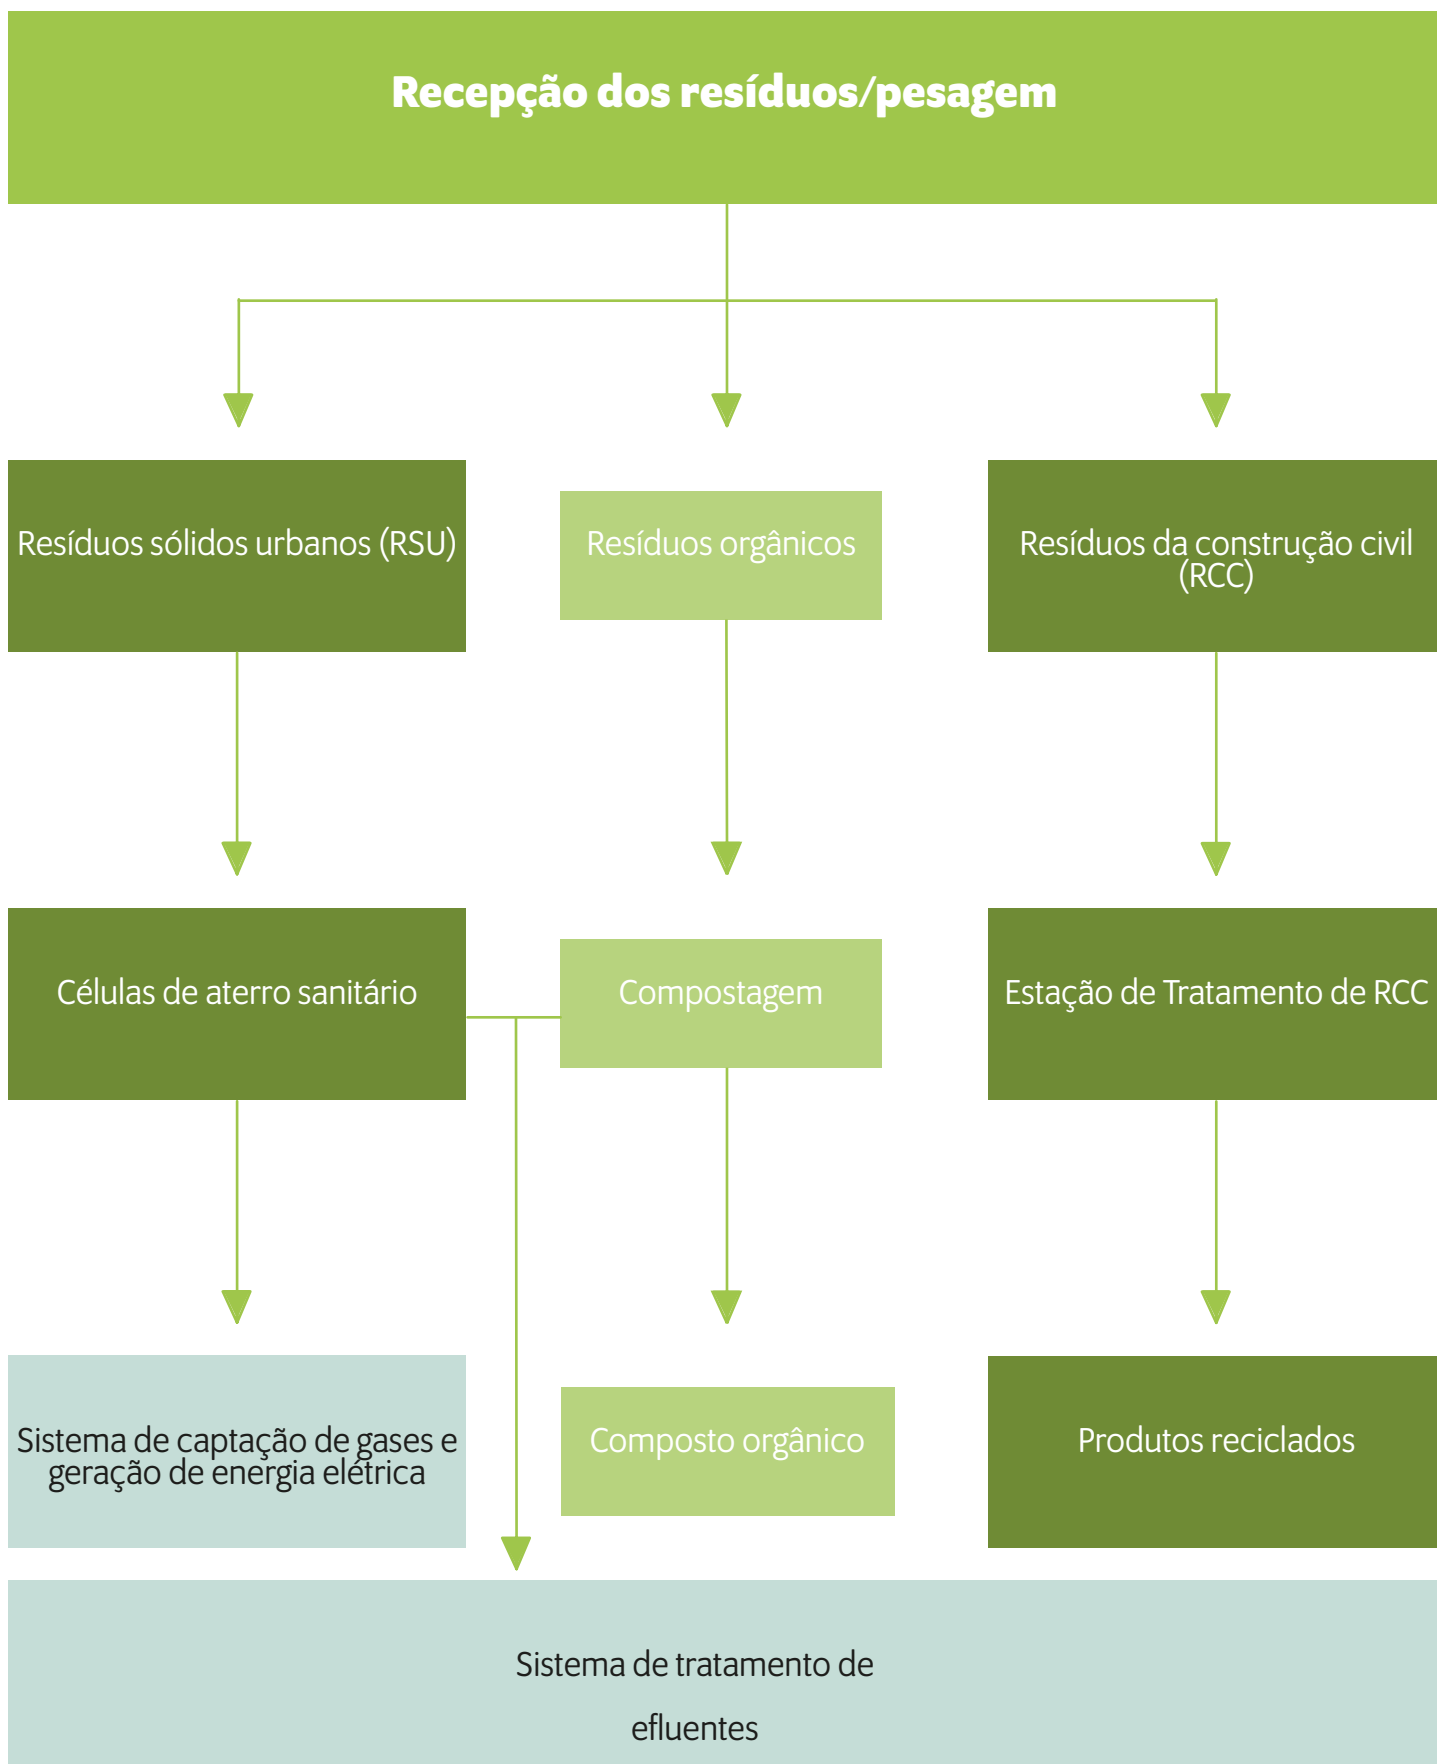 Recepção dos resíduos/pesagem
Resíduos sólidos urbanos (RSU)
Resíduos orgânicos
Resíduos da construção civil
(RCC)
Células de aterro sanitário
Compostagem
Estação de Tratamento de RCC
Sistema de captação de gases e
geração de energia elétrica
Composto orgânico
Produtos reciclados
Sistema de tratamento de
efluentes